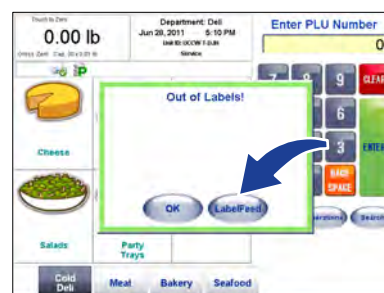 Touch to Zero
0.00 lb
Department: Deli
Jun 28, 2011 5:10 PM
Service
Enter PLU Number
0
9
CLEAR
6
3
ENTER
BACK
SPACE
Out of Labels!
OK
LabelFeed
Cheese
Salads
Party
Trays
Search
Cold
Deli
Meat
Bakery
Seafood